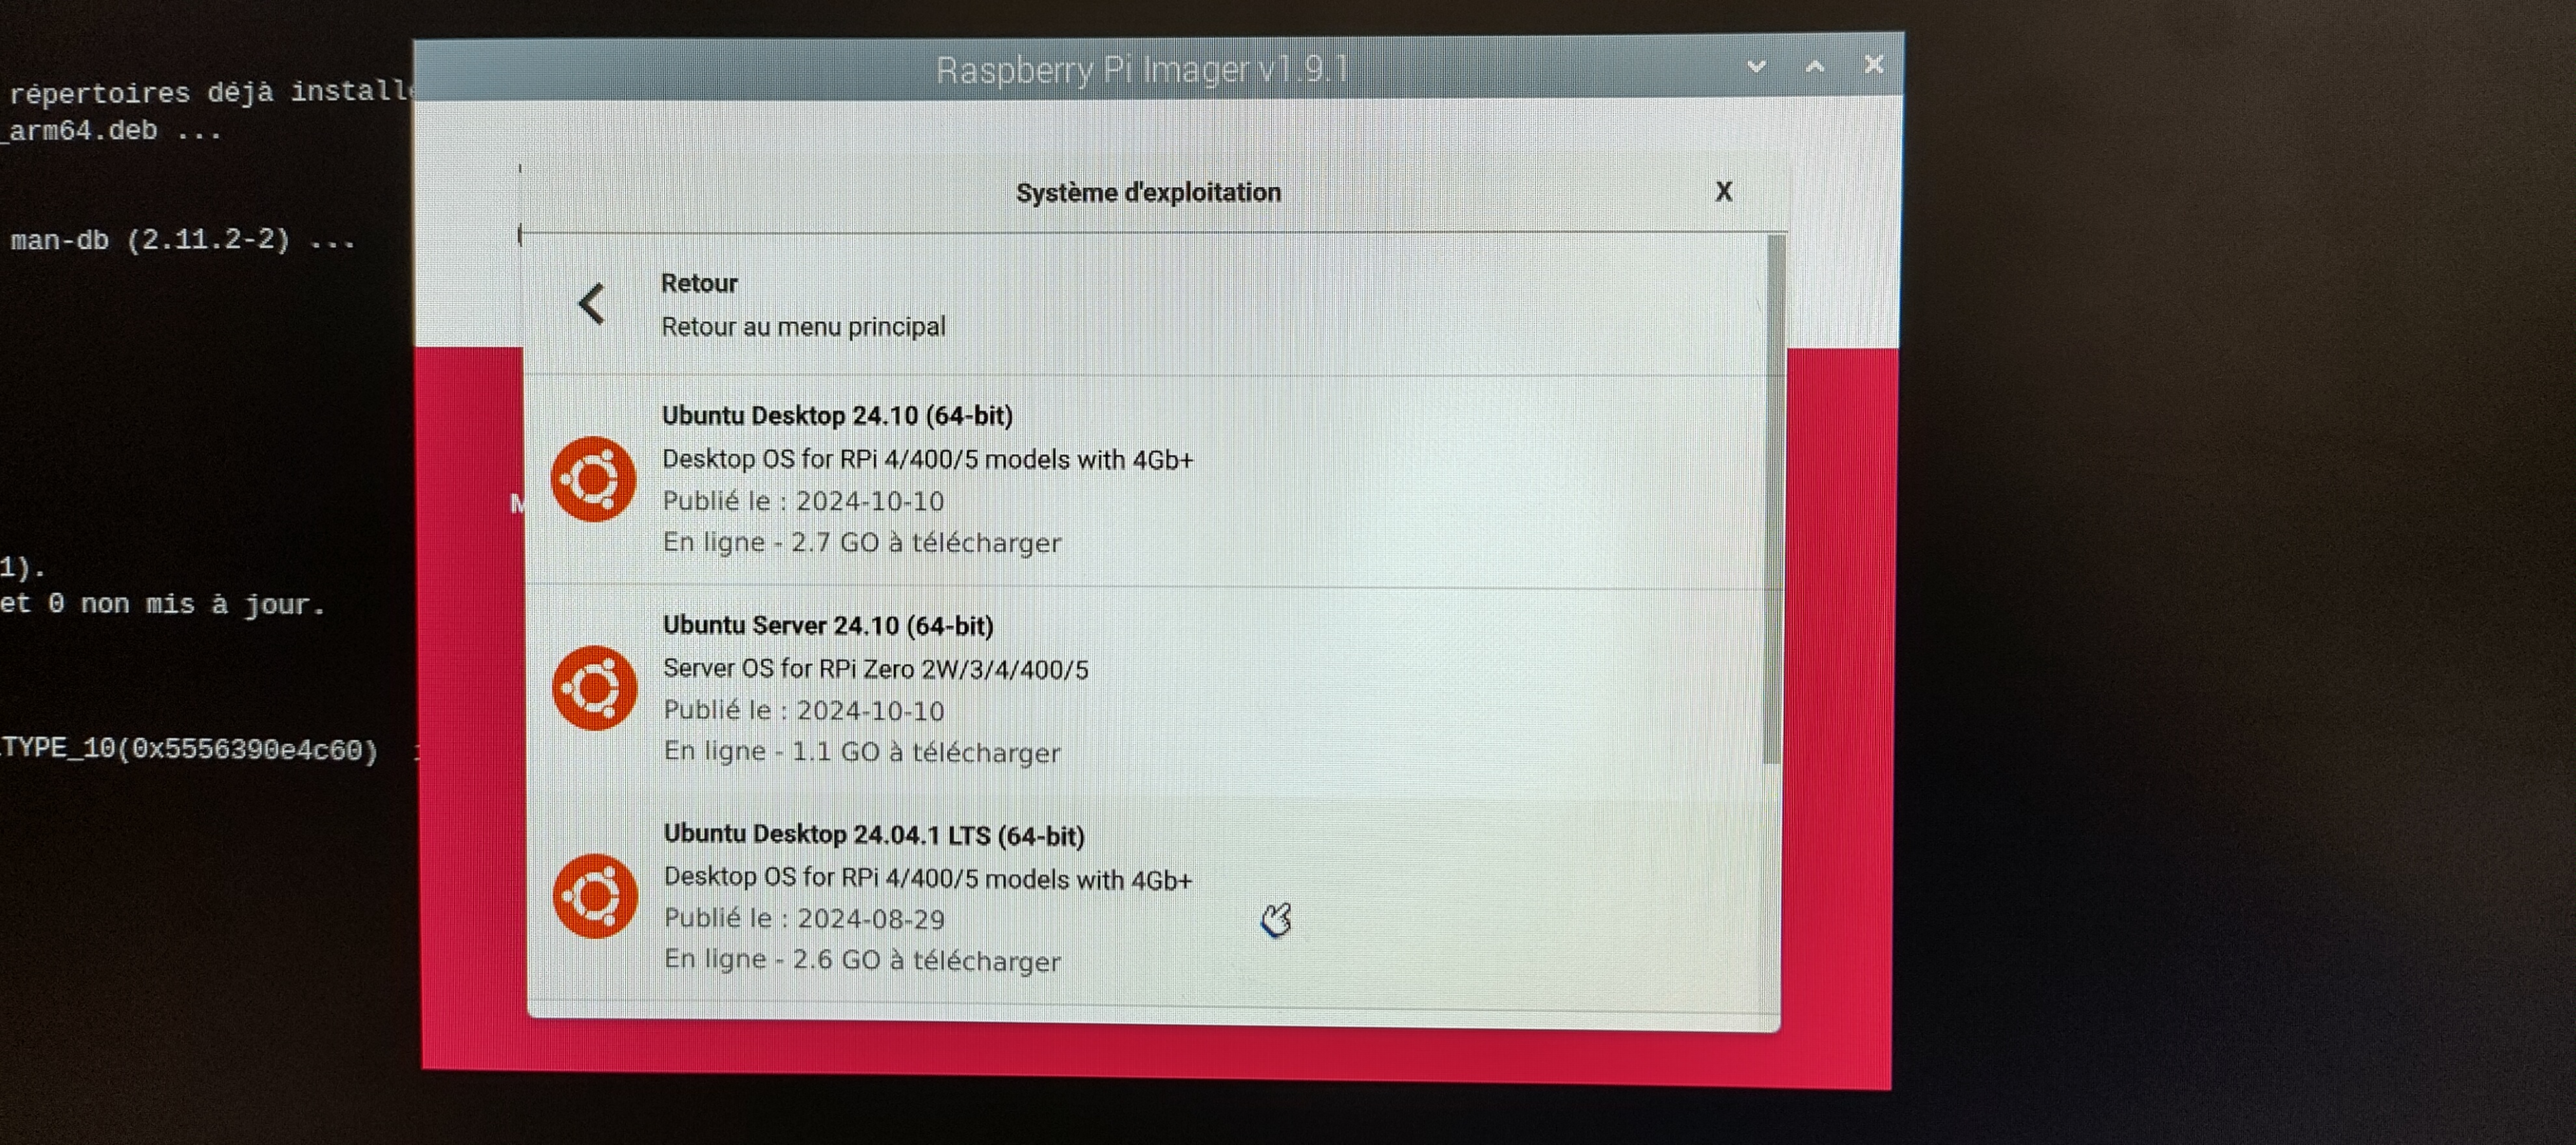 répertoires déjà install
_arm64.deb ...
man-db (2.11.2-2) ...
1).
et 0 non mis à jour.
TYPE_10(0x5556390e4c60)
Raspberry Pi Imager v1.9.1
Système d'exploitation
X
Retour
Retour au menu principal
Ubuntu Desktop 24.10 (64-bit)
Desktop OS for RPi 4/400/5 models with 4Gb+
Publié le : 2024-10-10
En ligne - 2.7 GO à télécharger
M
Ubuntu Server 24.10 (64-bit)
Server OS for RPi Zero 2W/3/4/400/5
Publié le : 2024-10-10
En ligne - 1.1 GO à télécharger
Ubuntu Desktop 24.04.1 LTS (64-bit)
Desktop OS for RPi 4/400/5 models with 4Gb+
Publié le : 2024-08-29
En ligne - 2.6 GO à télécharger